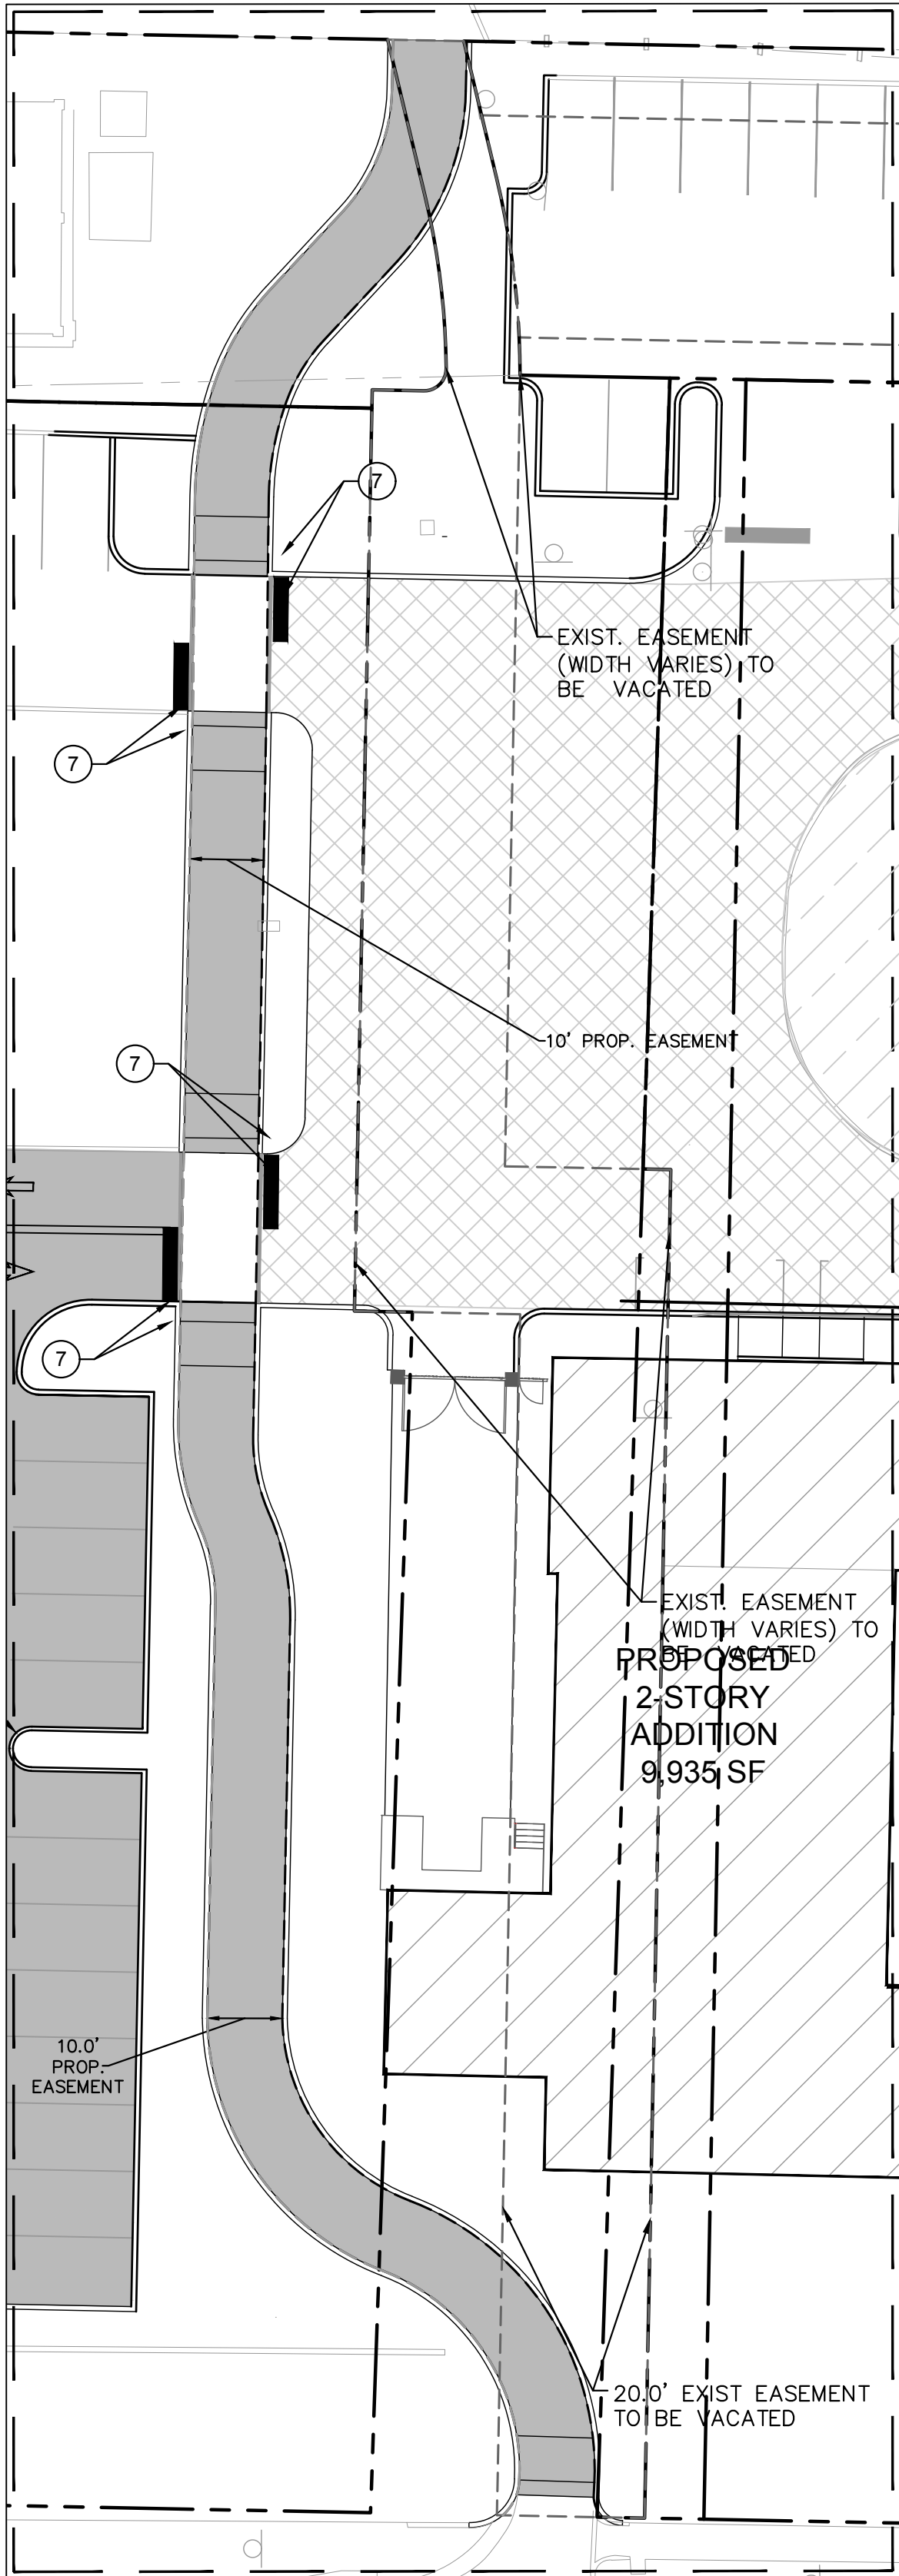 7
EXIST. EASEMENT
(WIDTH VARIES) TO
BE VACATED
7
10' PROP. EASEMENT
7
7
EXIST. EASEMENT
(WIDTH VARIES) TO
BE VACATED
PROPOSED
2-STORY
ADDITION
9,935 SF
10.0'
PROP.
EASEMENT
20.0' EXIST EASEMENT
TO BE VACATED